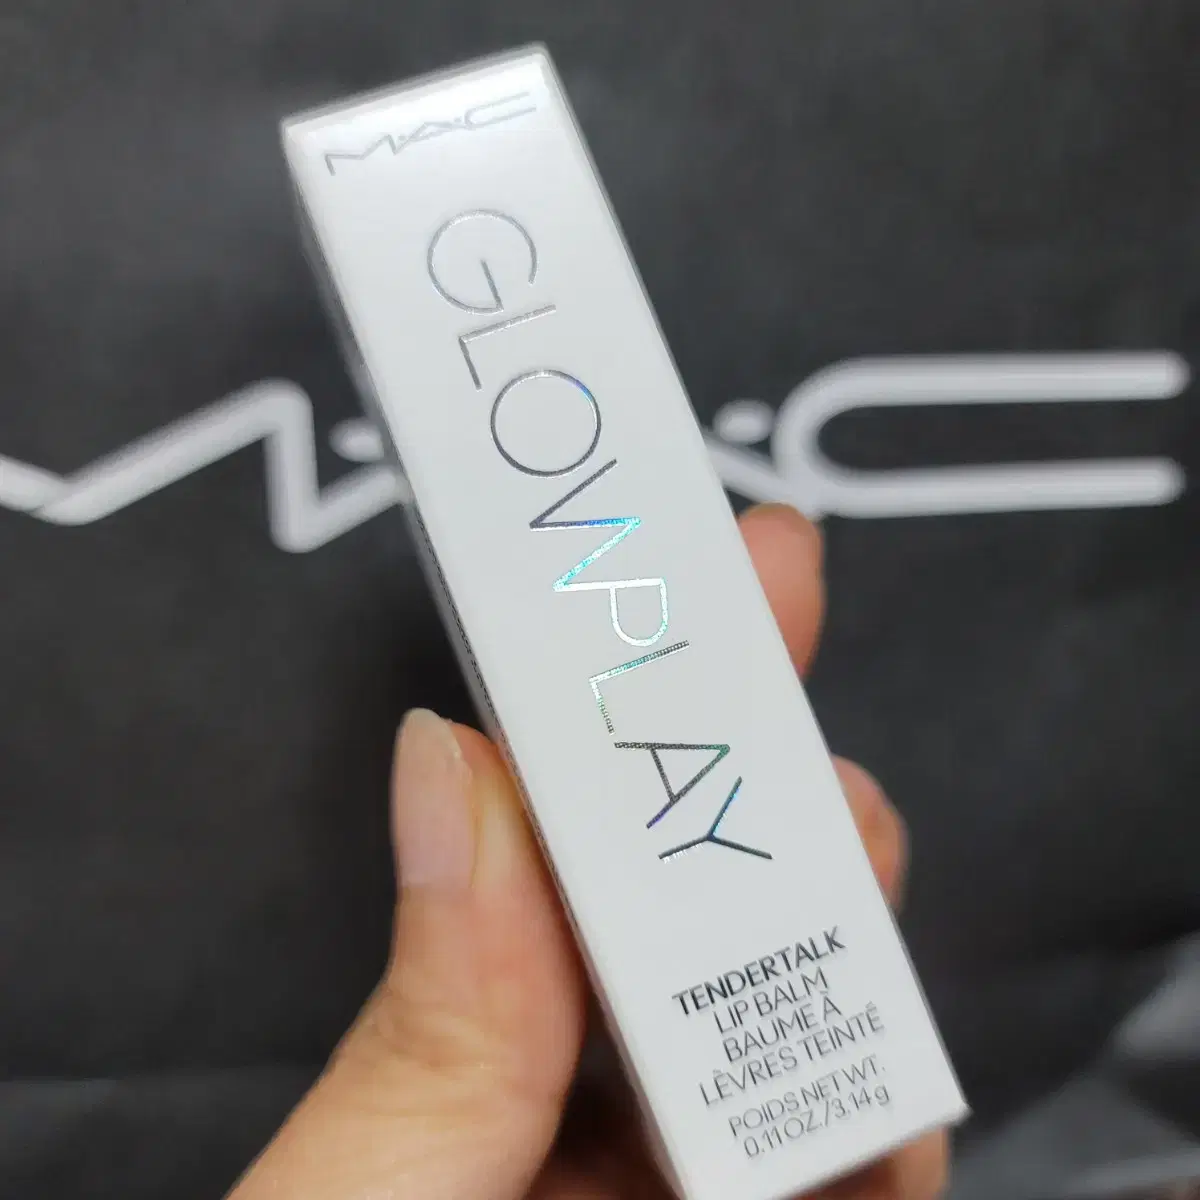 M·A·C
GLOWPLAY
TENDERTALK
LIP BALM
BAUME À
LÈVRES TEINTÉ
POIDS NET WT.
0.11 OZ./3.14 g
M·A·C